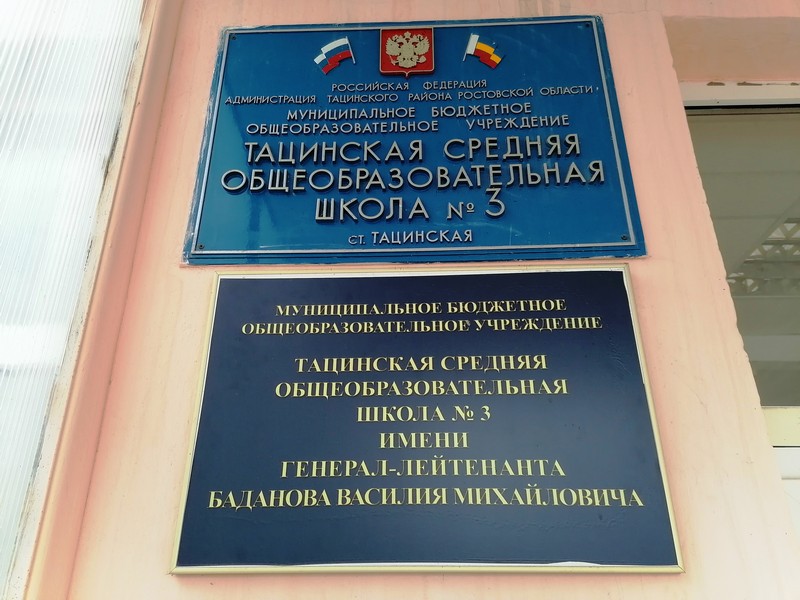 РОССИЙСКАЯ ФЕДЕРАЦИЯ
АДМИНИСТРАЦИЯ ТАЦИНСКОГО РАЙОНА РОСТОВСКОЙ ОБЛАСТИ
МУНИЦИПАЛЬНОЕ БЮДЖЕТНОЕ
ОБЩЕОБРАЗОВАТЕЛЬНОЕ УЧРЕЖДЕНИЕ
ТАЦИНСКАЯ СРЕДНЯЯ
ОБЩЕОБРАЗОВАТЕЛЬНАЯ
ШКОЛА № 3
СТ. ТАЦИНСКАЯ
МУНИЦИПАЛЬНОЕ БЮДЖЕТНОЕ
ОБЩЕОБРАЗОВАТЕЛЬНОЕ УЧРЕЖДЕНИЕ
ТАЦИНСКАЯ СРЕДНЯЯ
ОБЩЕОБРАЗОВАТЕЛЬНАЯ
ШКОЛА № 3
ИМЕНИ
ГЕНЕРАЛ-ЛЕЙТЕНАНТА
БАДАНОВА ВАСИЛИЯ МИХАЙЛОВИЧА